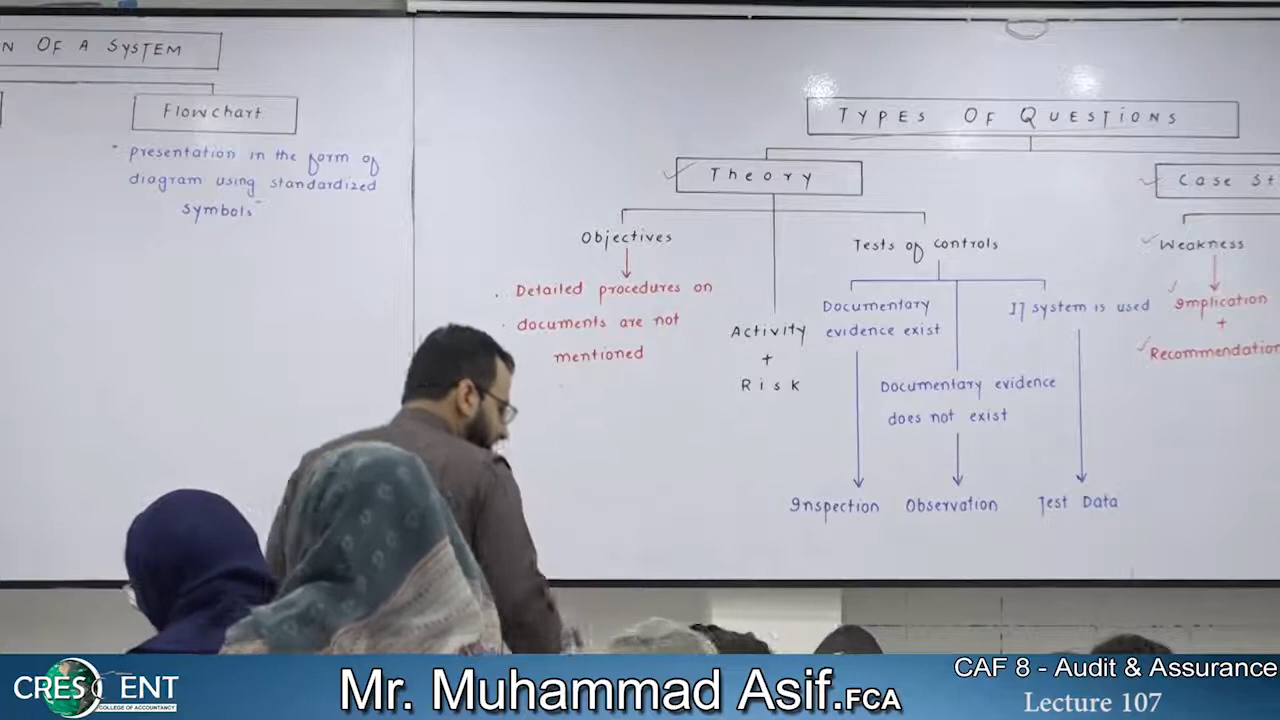 N OF A SYSTEM
Flowchart
" presentation in the form of
diagram using standardized
symbols"
TYPES OF QUESTIONS
Theory
Case St
Objectives
Detailed procedures on
documents are not
mentioned
Activity
+
Risk
Tests of controls
Documentary
evidence exist
Documentary evidence
does not exist
If system is used
Inspection
Observation
Test Data
Weakness
Implication
+
Recommendation
CRESCENT
COLLEGE OF ACCOUNTANCY
Mr. Muhammad Asif.FCA
CAF 8 - Audit & Assurance
Lecture 107